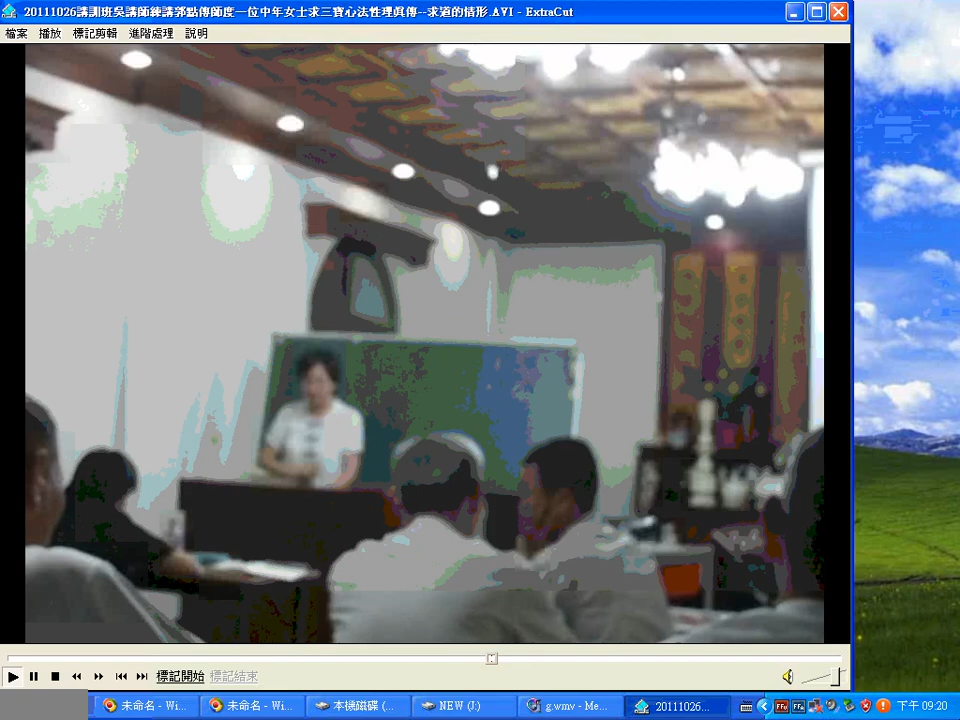 20111026講訓班吳講師練講郭點傳師度一位中年女士求三寶心法性理真傳--求道的情形.AVI - ExtraCut
檔案 播放 標記剪輯 進階處理 說明
標記開始 標記結束
未命名 - Wi... 未命名 - Wi... 本機磁碟 (... NEW (J:) g.wmv - Me... 20111026... 下午 09:20